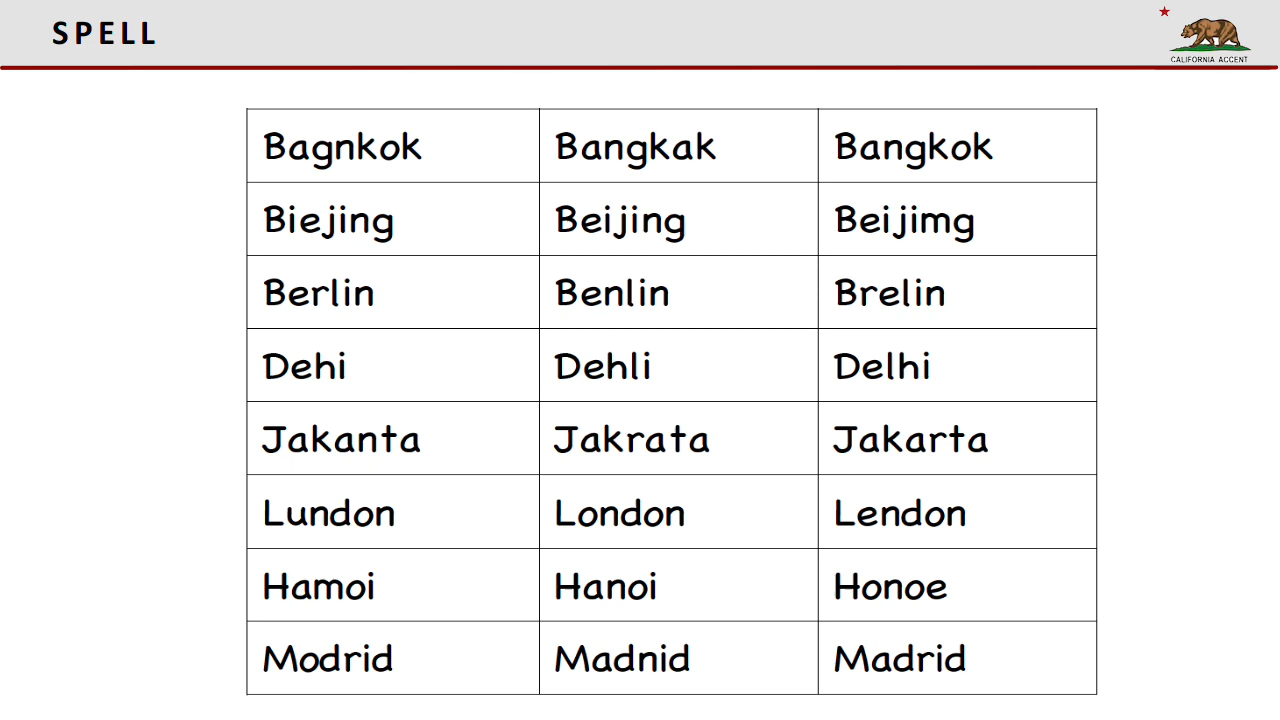 SPELL
CALIFORNIA ACCENT
Bagnkok Bangkak Bangkok
Biejing Beijing Beijimg
Berlin Benlin Brelin
Dehi Dehli Delhi
Jakanta Jakrata Jakarta
Lundon London Lendon
Hamoi Hanoi Honoe
Modrid Madnid Madrid